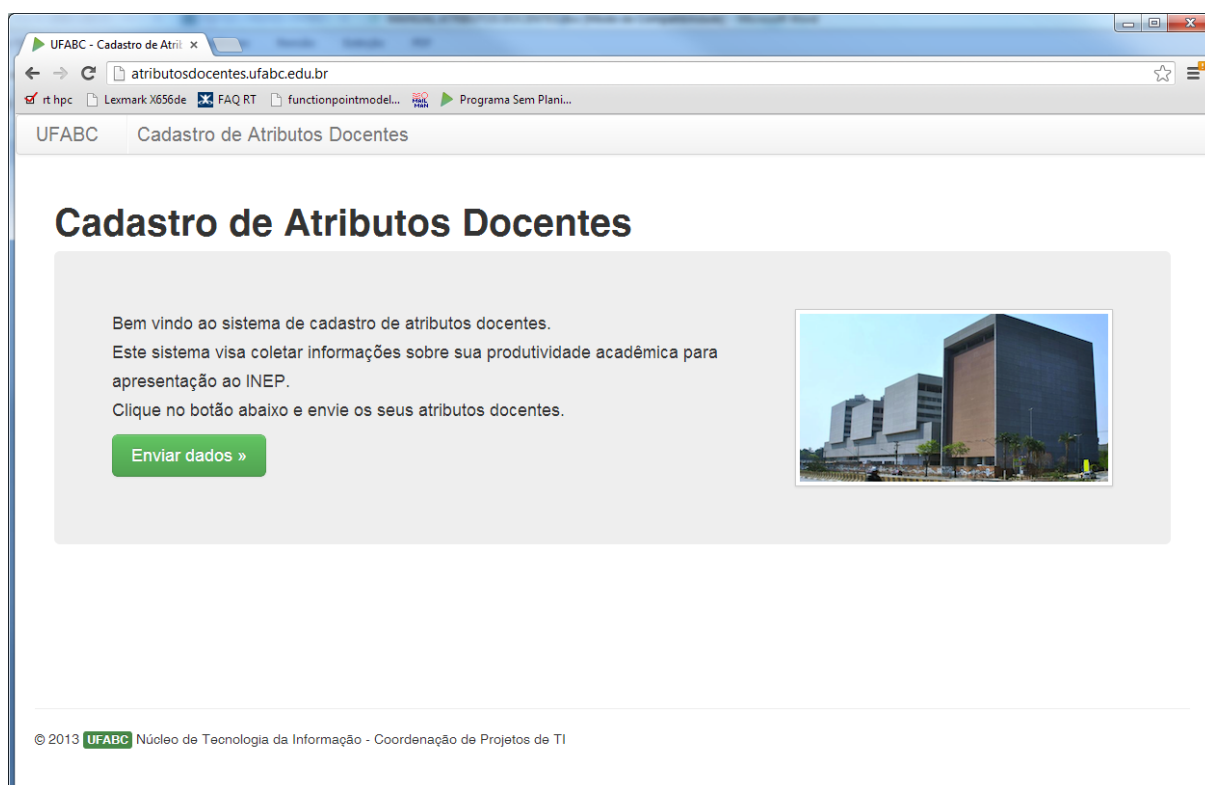 UFABC - Cadastro de Atrib
atributosdocentes.ufabc.edu.br
rt hpc Lexmark X656de FAQ RT functionpointmodel... Programa Sem Plani...
UFABC Cadastro de Atributos Docentes
Cadastro de Atributos Docentes
Bem vindo ao sistema de cadastro de atributos docentes.
Este sistema visa coletar informações sobre sua produtividade acadêmica para
apresentação ao INEP.
Clique no botão abaixo e envie os seus atributos docentes.
Enviar dados »
© 2013 UFABC Núcleo de Tecnologia da Informação - Coordenação de Projetos de TI